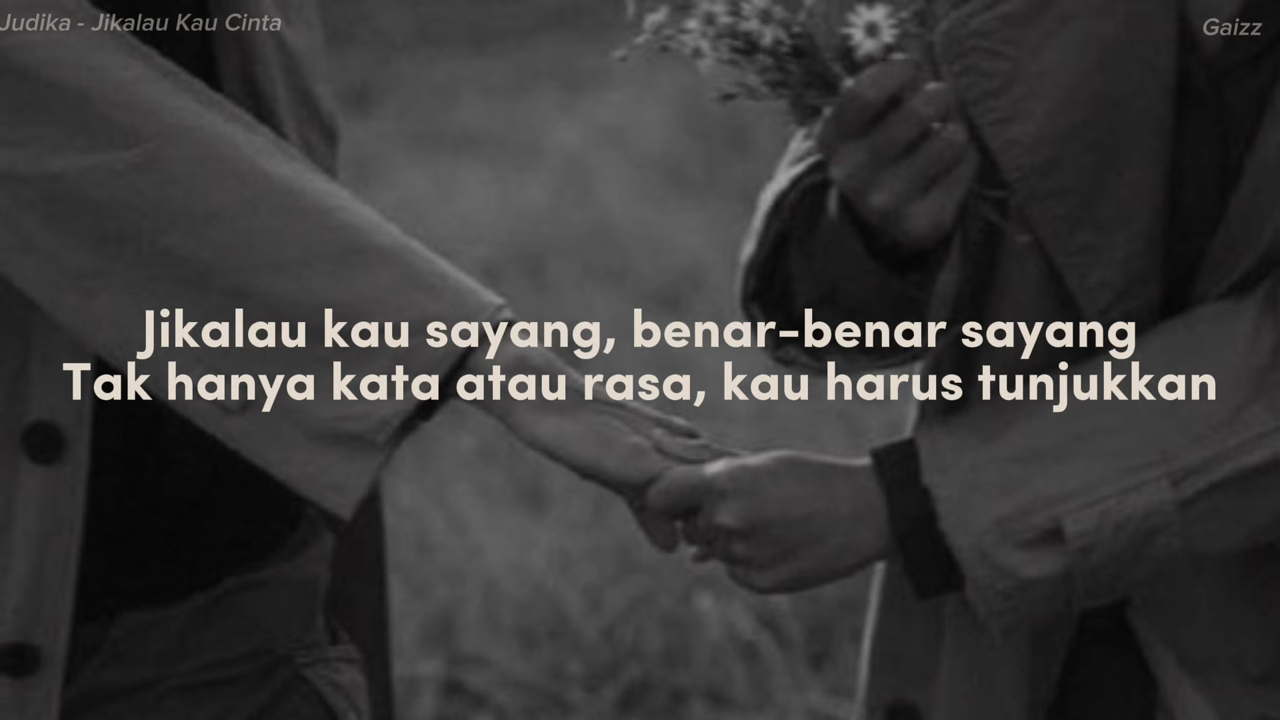 Judika - Jikalau Kau Cinta
Gaizz
Jikalau kau sayang, benar-benar sayang
Tak hanya kata atau rasa, kau harus tunjukkan